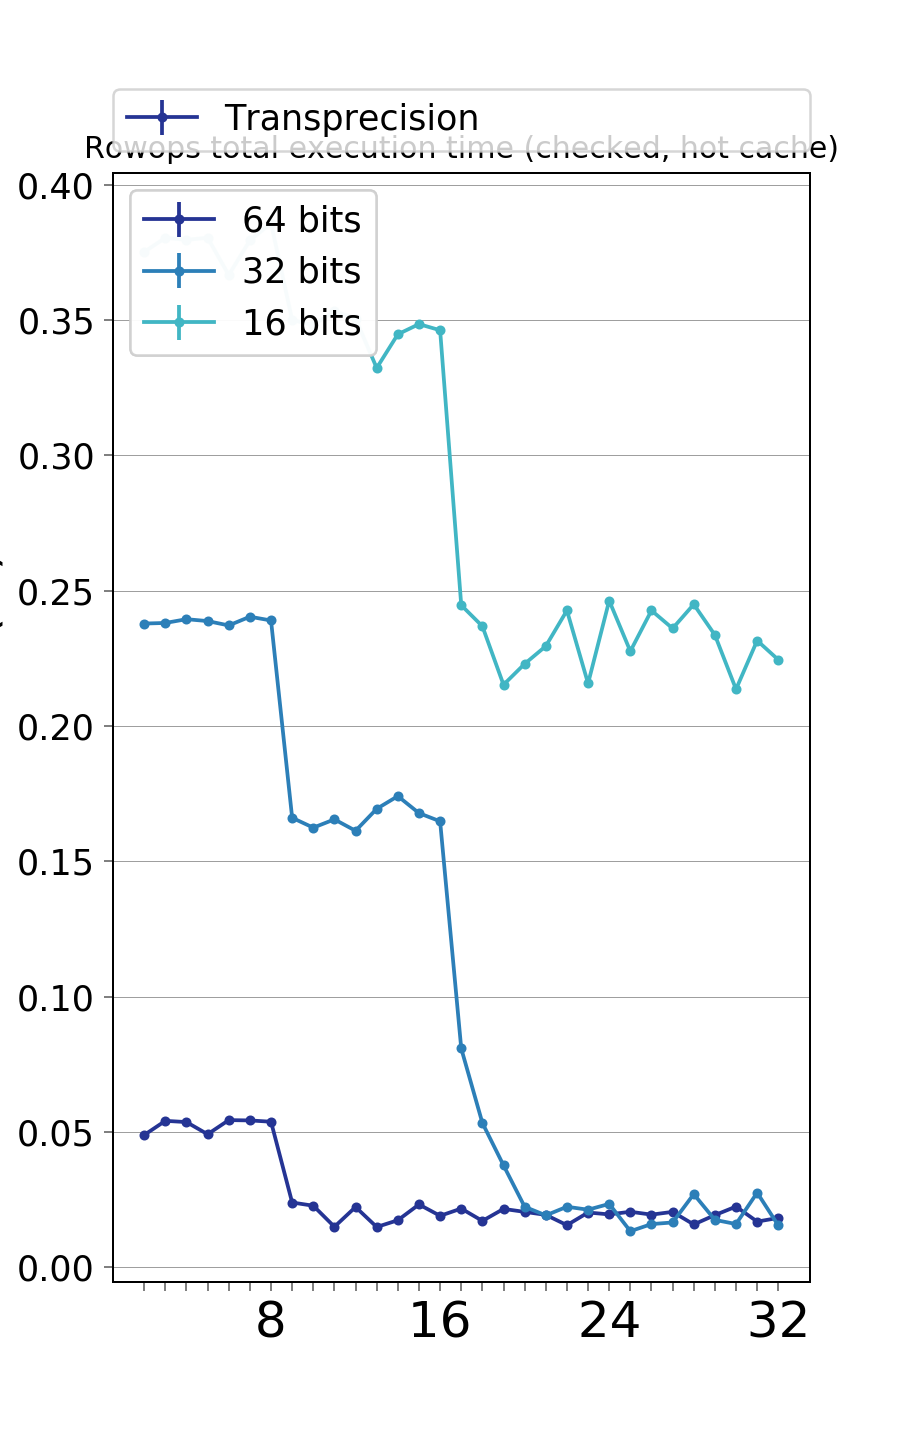 Transprecision
Rowops total execution time (checked, hot cache)
0.40
64 bits
32 bits
0.35
16 bits
0.30
0.25
0.20
0.15
0.10
0.05
0.00
8 16 24 32